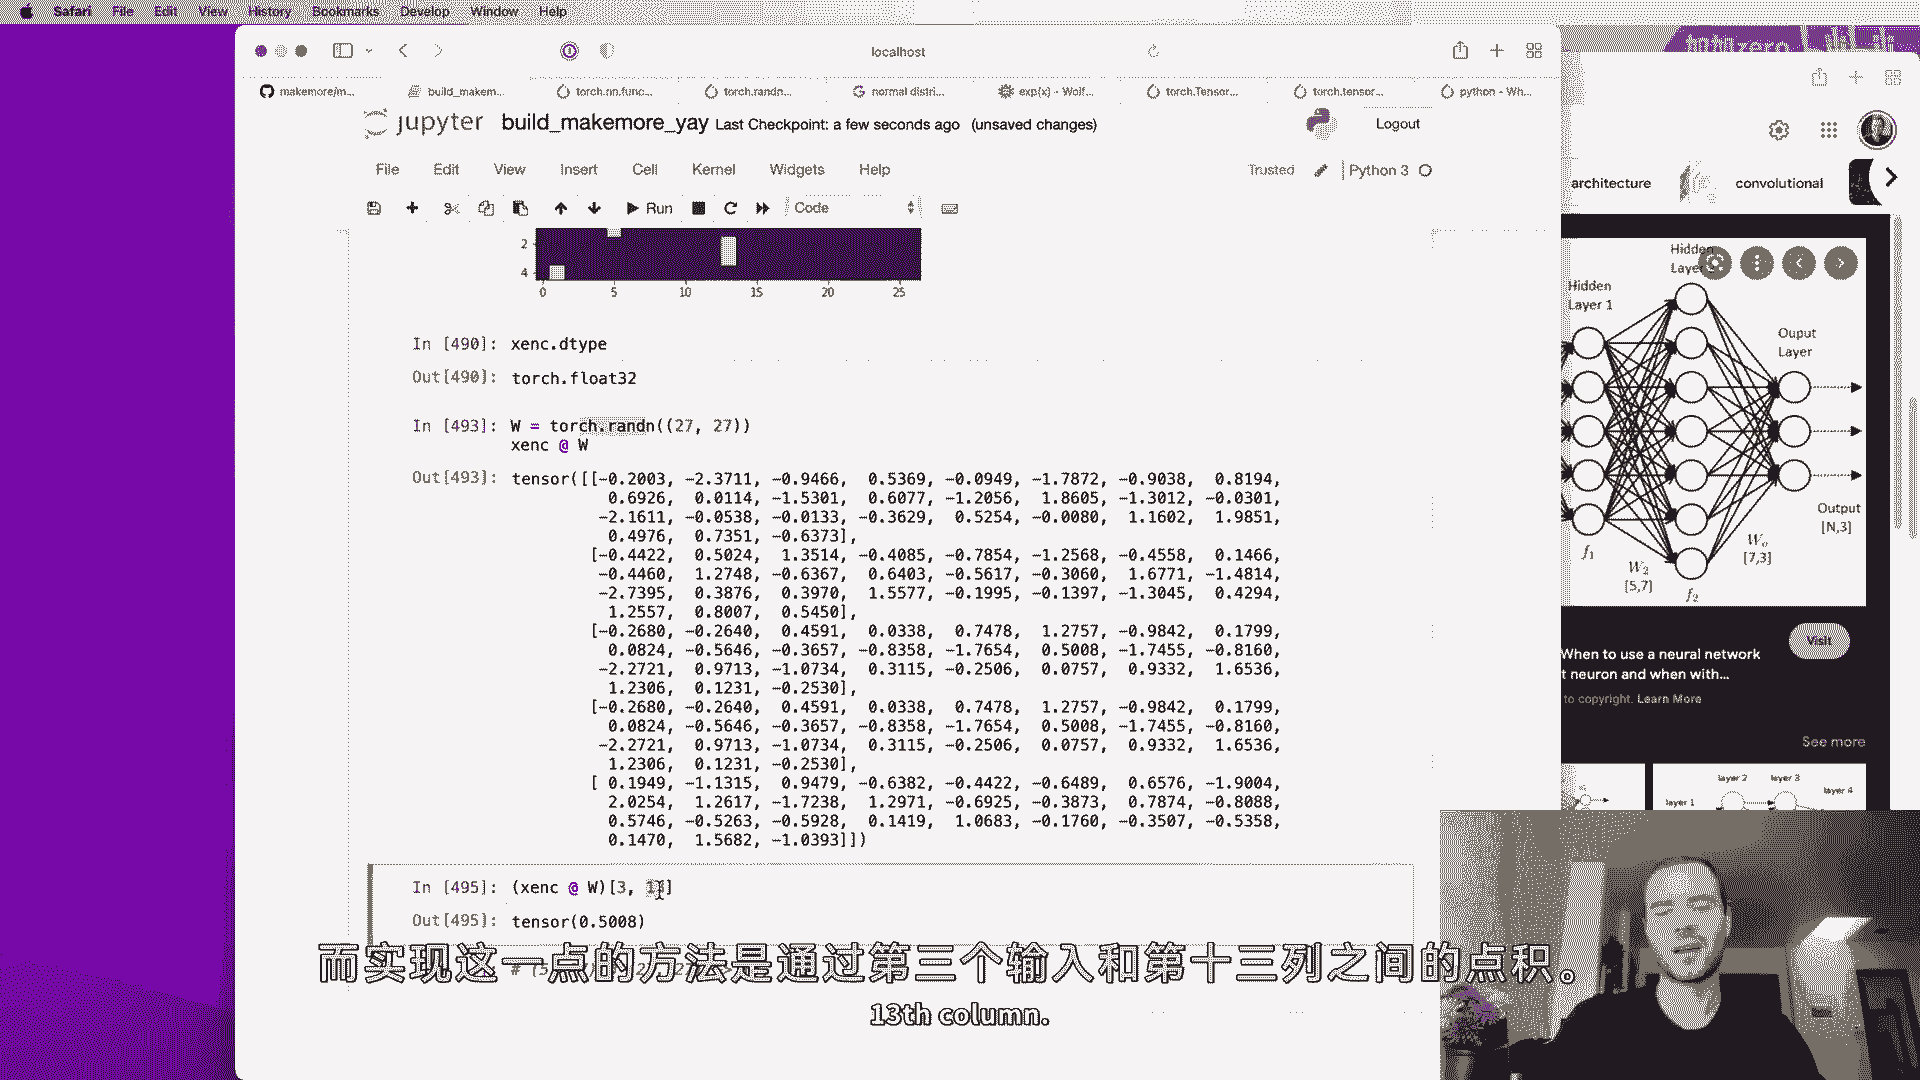 Safari File Edit View History Bookmarks Develop Window Help
localhost
makemore/m... build_makem... torch.nn.func... torch.randn... normal distri... exp(x) - Wolf... torch.Tensor... torch.tensor... python - Wh...
jupyter build_makemore_yay Last Checkpoint: a few seconds ago (unsaved changes) Logout
File Edit View Insert Cell Kernel Widgets Help Trusted Python 3
Run Code
2
4
0 5 10 15 20 25
In [490]: xenc.dtype
Out[490]: torch.float32
In [493]: W = torch.randn((27, 27))
xenc @ W
Out[493]: tensor([[-0.2003, -2.3711, -0.9466, 0.5369, -0.0949, -1.7872, -0.9038, 0.8194,
0.6926, 0.0114, -1.5301, 0.6077, -1.2056, 1.8605, -1.3012, -0.0301,
-2.1611, -0.0538, -0.0133, -0.3629, 0.5254, -0.0080, 1.1602, 1.9851,
0.4976, 0.7351, -0.6373],
[-0.4422, 0.5024, 1.3514, -0.4085, -0.7854, -1.2568, -0.4558, 0.1466,
-0.4460, 1.2748, -0.6367, 0.6403, -0.5617, -0.3060, 1.6771, -1.4814,
-2.7395, 0.3876, 0.3970, 1.5577, -0.1995, -0.1397, -1.3045, 0.4294,
1.2557, 0.8007, 0.5450],
[-0.2680, -0.2640, 0.4591, 0.0338, 0.7478, 1.2757, -0.9842, 0.1799,
0.0824, -0.5646, -0.3657, -0.8358, -1.7654, 0.5008, -1.7455, -0.8160,
-2.2721, 0.9713, -1.0734, 0.3115, -0.2506, 0.0757, 0.9332, 1.6536,
1.2306, 0.1231, -0.2530],
[-0.2680, -0.2640, 0.4591, 0.0338, 0.7478, 1.2757, -0.9842, 0.1799,
0.0824, -0.5646, -0.3657, -0.8358, -1.7654, 0.5008, -1.7455, -0.8160,
-2.2721, 0.9713, -1.0734, 0.3115, -0.2506, 0.0757, 0.9332, 1.6536,
1.2306, 0.1231, -0.2530],
[ 0.1949, -1.1315, 0.9479, -0.6382, -0.4422, -0.6489, 0.6576, -1.9004,
2.0254, 1.2617, -1.7238, 1.2971, -0.6925, -0.3873, 0.7874, -0.8088,
0.5746, -0.5263, -0.5928, 0.1419, 1.0683, -0.1760, -0.3507, -0.5358,
0.1470, 1.5682, -1.0393]])
In [495]: (xenc @ W)[3, 13]
Out[495]: tensor(0.5008)
architecture convolutional
Hidden
Layer
Hidden
Layer 1
Ouput
Layer
Output
[N,3]
f1
W2
[5,7]
f2
Wo
[7,3]
Visit
When to use a neural network
t neuron and when with...
to copyright. Learn More
See more
layer 1 layer 2 layer 3 layer 4
而实现这一点的方法是通过第三个输入和第十三列之间的点积。
13th column.